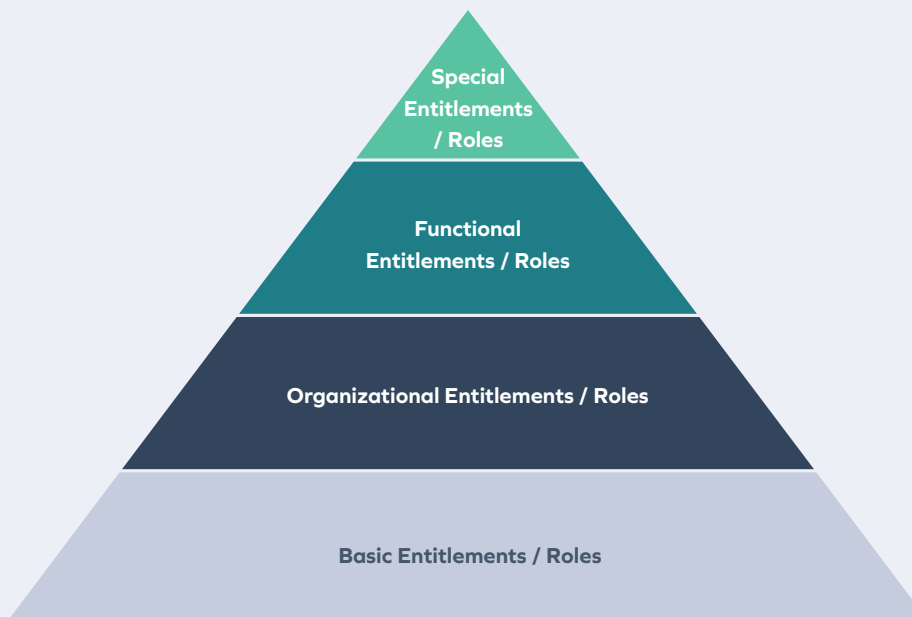 Special
Entitlements
/ Roles
Functional
Entitlements / Roles
Organizational Entitlements / Roles
Basic Entitlements / Roles